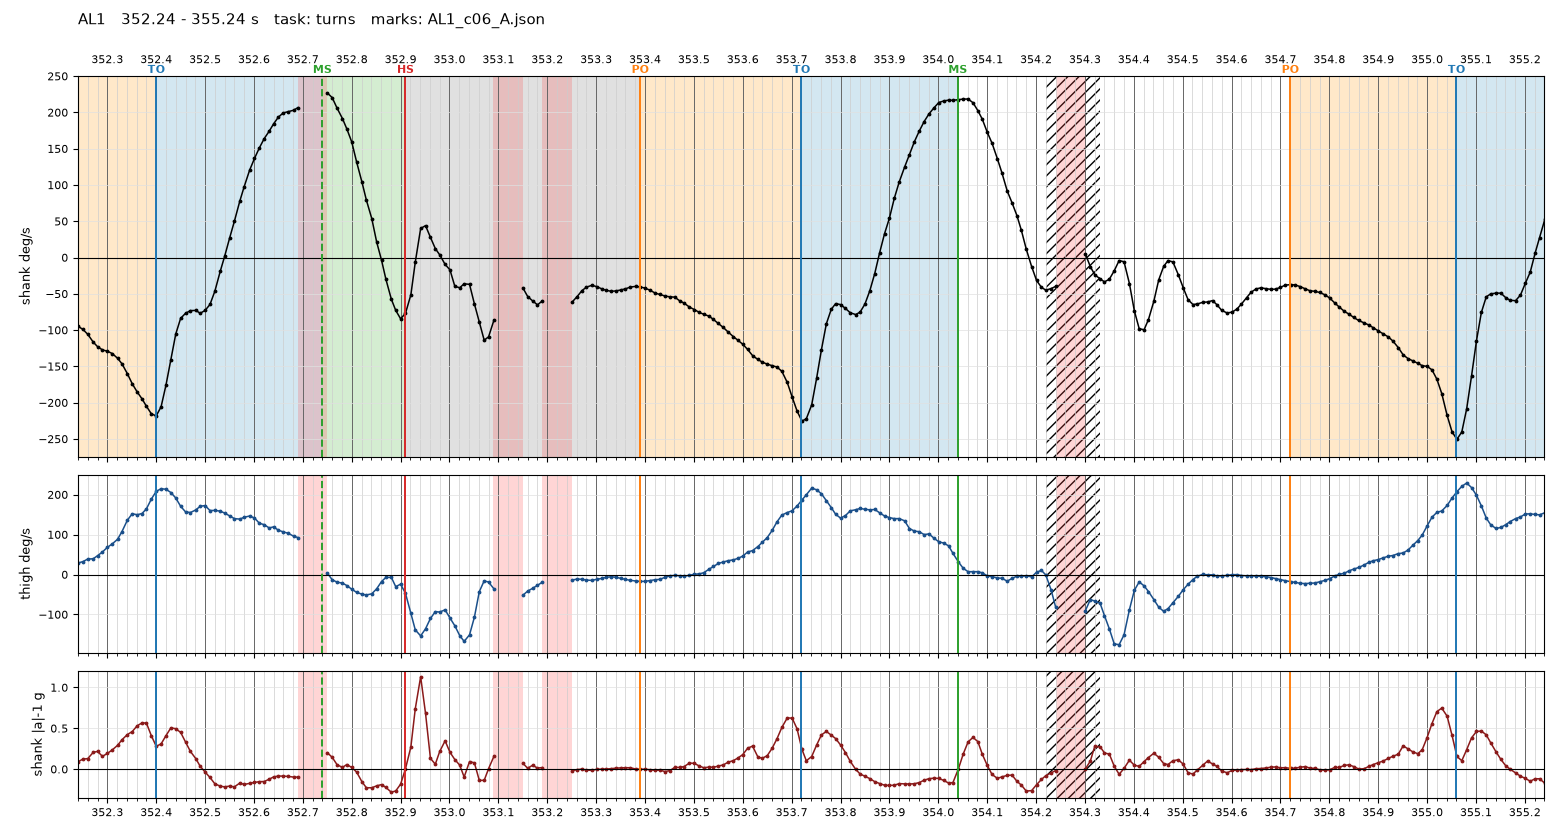 AL1   352.24 - 355.24 s   task: turns   marks: AL1_c06_A.json
352.3 352.4 352.5 352.6 352.7 352.8 352.9 353.0 353.1 353.2 353.3 353.4 353.5 353.6 353.7 353.8 353.9 354.0 354.1 354.2 354.3 354.4 354.5 354.6 354.7 354.8 354.9 355.0 355.1 355.2
TO MS HS PO TO MS PO TO
250
200
150
100
50
0
−50
−100
−150
−200
−250
shank deg/s
200
100
0
−100
thigh deg/s
1.0
0.5
0.0
shank |a|-1 g
352.3 352.4 352.5 352.6 352.7 352.8 352.9 353.0 353.1 353.2 353.3 353.4 353.5 353.6 353.7 353.8 353.9 354.0 354.1 354.2 354.3 354.4 354.5 354.6 354.7 354.8 354.9 355.0 355.1 355.2